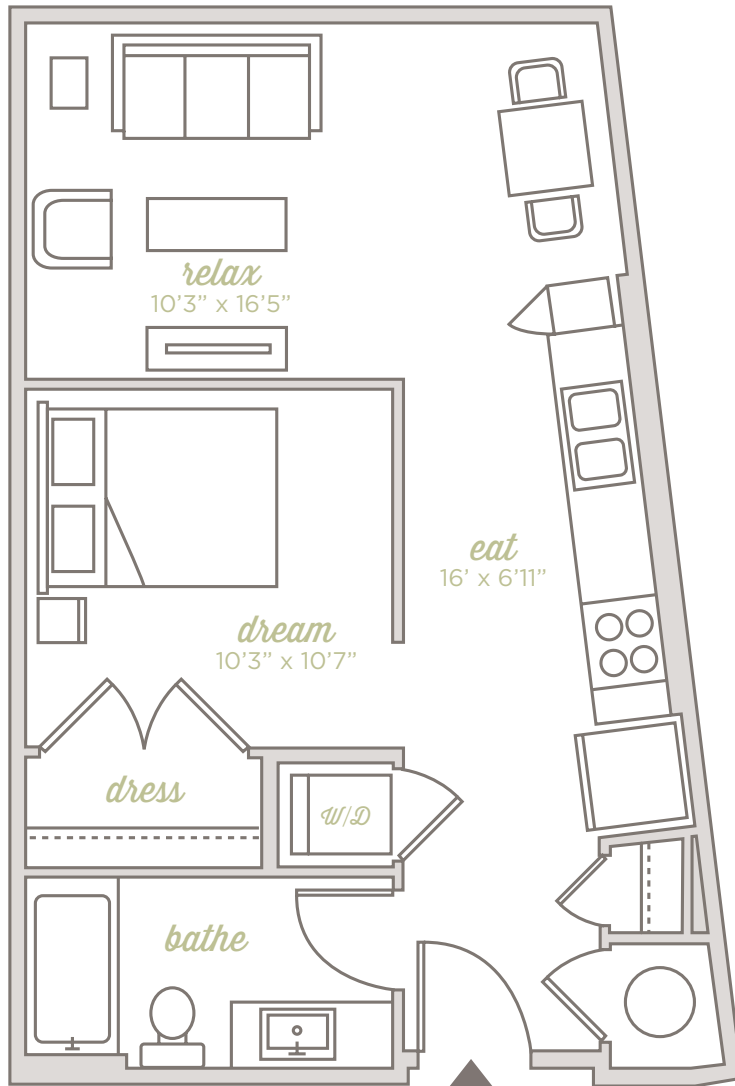 relax
10’3” x 16’5”
eat
16’ x 6’11”
dream
10’3” x 10’7”
dress
W/D
bathe